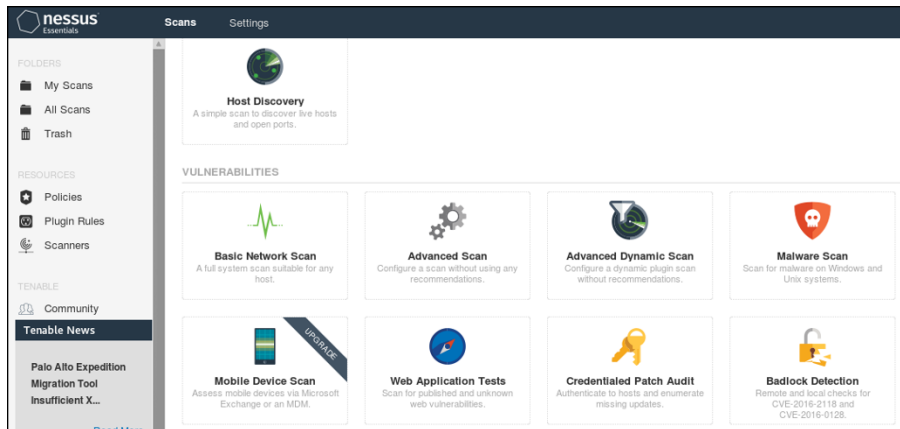 nessus
Essentials
Scans
Settings
FOLDERS
My Scans
All Scans
Trash
RESOURCES
Policies
Plugin Rules
Scanners
TENABLE
Community
Tenable News
Palo Alto Expedition
Migration Tool
Insufficient X...
Read More
Host Discovery
A simple scan to discover live hosts
and open ports.
VULNERABILITIES
Basic Network Scan
A full system scan suitable for any
host.
Advanced Scan
Configure a scan without using any
recommendations.
Advanced Dynamic Scan
Configure a dynamic plugin scan
without recommendations.
Malware Scan
Scan for malware on Windows and
Unix systems.
UPGRADE
Mobile Device Scan
Assess mobile devices via Microsoft
Exchange or an MDM.
Web Application Tests
Scan for published and unknown
web vulnerabilities.
Credentialed Patch Audit
Authenticate to hosts and enumerate
missing updates.
Badlock Detection
Remote and local checks for
CVE-2016-2118 and
CVE-2016-0128.